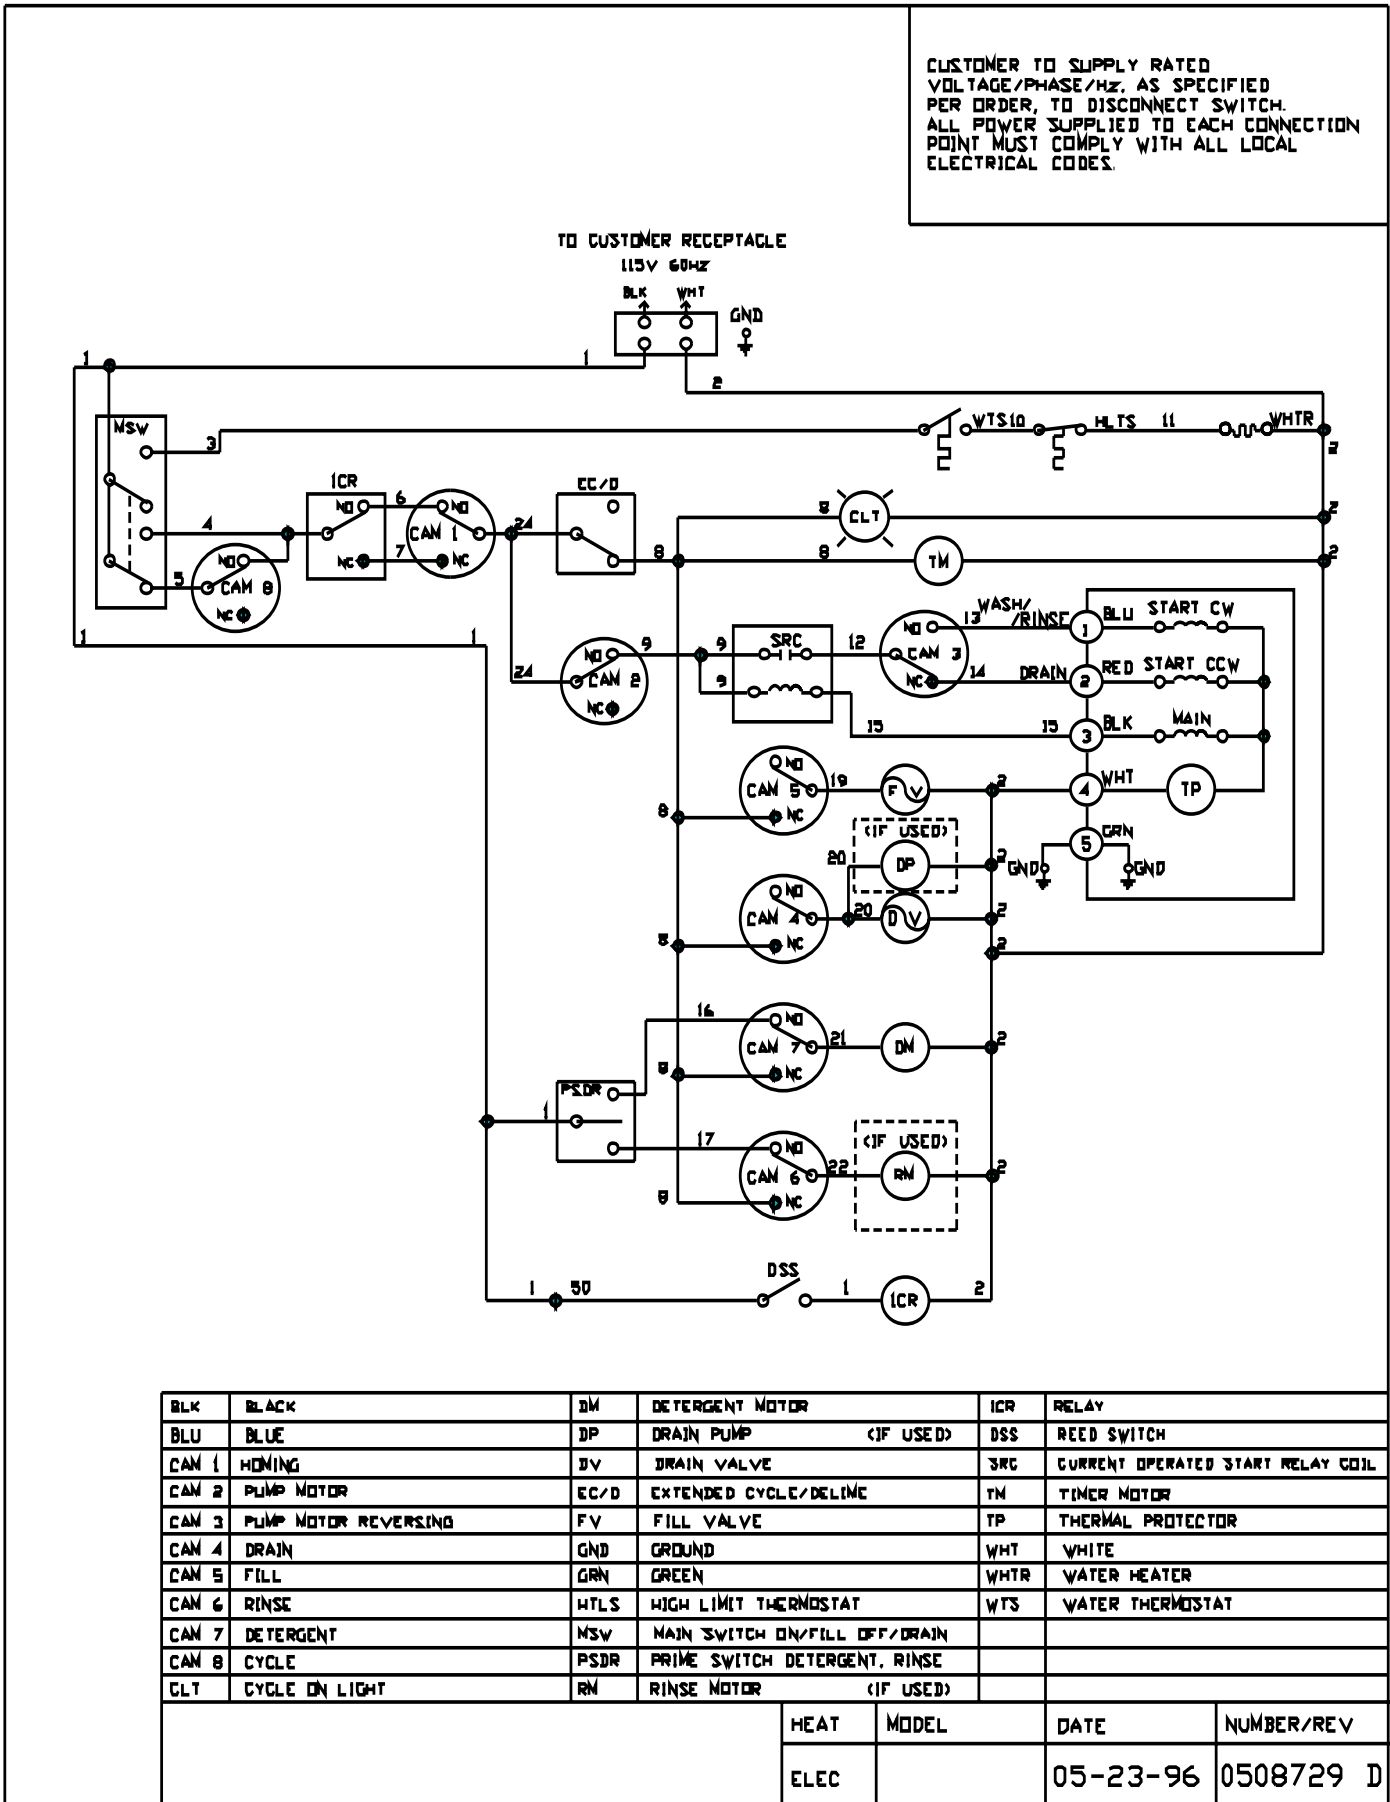 CUSTOMER TO SUPPLY RATED
VOLTAGE/PHASE/Hz, AS SPECIFIED
PER ORDER, TO DISCONNECT SWITCH.
ALL POWER SUPPLIED TO EACH CONNECTION
POINT MUST COMPLY WITH ALL LOCAL
ELECTRICAL CODES.
TO CUSTOMER RECEPTACLE
115V 60Hz
BLK WHT
GND
1 1
2
MSW 3 WTS 10 HLTS 11 WHTR
2
1CR 6 EC/D
NO NO 8 CLT 2
4 CAM 1 24
NO NC 7 NC 8 8 TM 2
5 CAM 8
NC
WASH/
13 /RINSE BLU START CW
1 1 9 9 SRC 12 NO 1
NO CAM 3
24 CAM 2 9 NC 14 DRAIN 2 RED START CCW
NC 15 15 3 BLK MAIN
NO
CAM 5 19 FV 2 4 WHT TP
8 NC
(IF USED) GRN
20 DP 2 GND 5 GND
NO
CAM 4 20 DV 2
8 NC 2
16 NO
CAM 7 21 DM 2
8 NC
PSDR
1
17 NO (IF USED)
CAM 6 22 RM 2
8 NC
DSS
1 50 1 1CR 2
BLK BLACK DM DETERGENT MOTOR 1CR RELAY
BLU BLUE DP DRAIN PUMP (IF USED) DSS REED SWITCH
CAM 1 HOMING DV DRAIN VALVE SRC CURRENT OPERATED START RELAY COIL
CAM 2 PUMP MOTOR EC/D EXTENDED CYCLE/DELIME TM TIMER MOTOR
CAM 3 PUMP MOTOR REVERSING FV FILL VALVE TP THERMAL PROTECTOR
CAM 4 DRAIN GND GROUND WHT WHITE
CAM 5 FILL GRN GREEN WHTR WATER HEATER
CAM 6 RINSE HTLS HIGH LIMIT THERMOSTAT WTS WATER THERMOSTAT
CAM 7 DETERGENT MSW MAIN SWITCH ON/FILL OFF/DRAIN
CAM 8 CYCLE PSDR PRIME SWITCH DETERGENT, RINSE
CLT CYCLE ON LIGHT RM RINSE MOTOR (IF USED)
HEAT MODEL DATE NUMBER/REV
ELEC 05-23-96 0508729 D